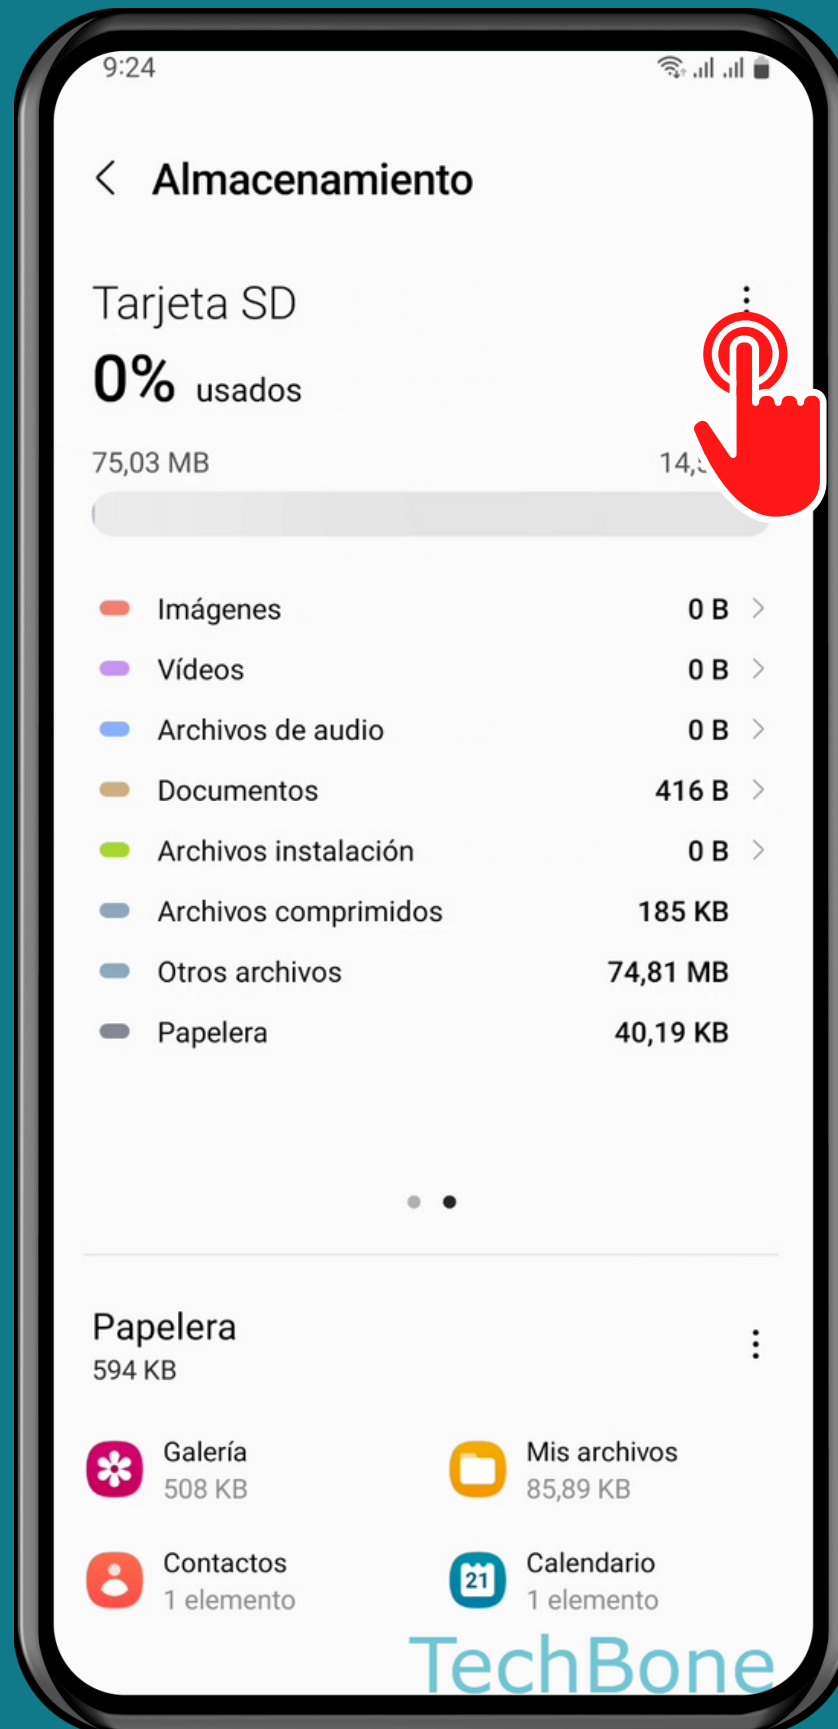 9:24
Almacenamiento
Tarjeta SD
0% usados
75,03 MB
Imágenes 0 B
Vídeos 0 B
Archivos de audio 0 B
Documentos 416 B
Archivos instalación 0 B
Archivos comprimidos 185 KB
Otros archivos 74,81 MB
Papelera 40,19 KB
Papelera
594 KB
Galería
508 KB
Mis archivos
85,89 KB
Contactos
1 elemento
21
Calendario
1 elemento
TechBone